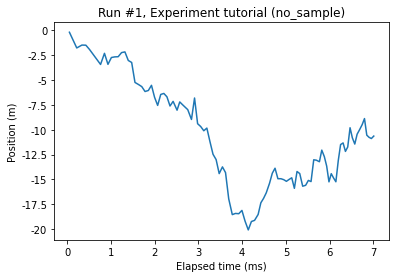 Run #1, Experiment tutorial (no_sample)
0
-2.5
-5.0
-7.5
-10
-12.5
-15
-17.5
-20
Position (m)
0 1 2 3 4 5 6 7
Elapsed time (ms)